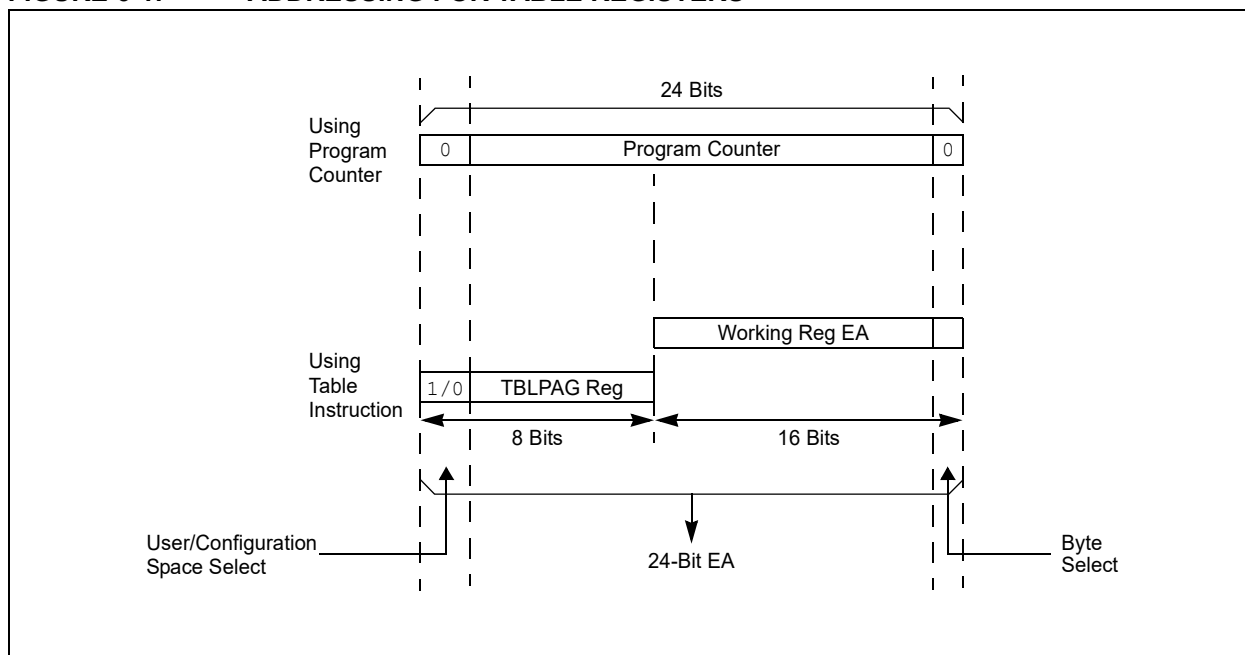 24 Bits
Using
Program
Counter
0
Program Counter
0
Working Reg EA
Using
Table
Instruction
1/0
TBLPAG Reg
8 Bits
16 Bits
User/Configuration
Space Select
24-Bit EA
Byte
Select